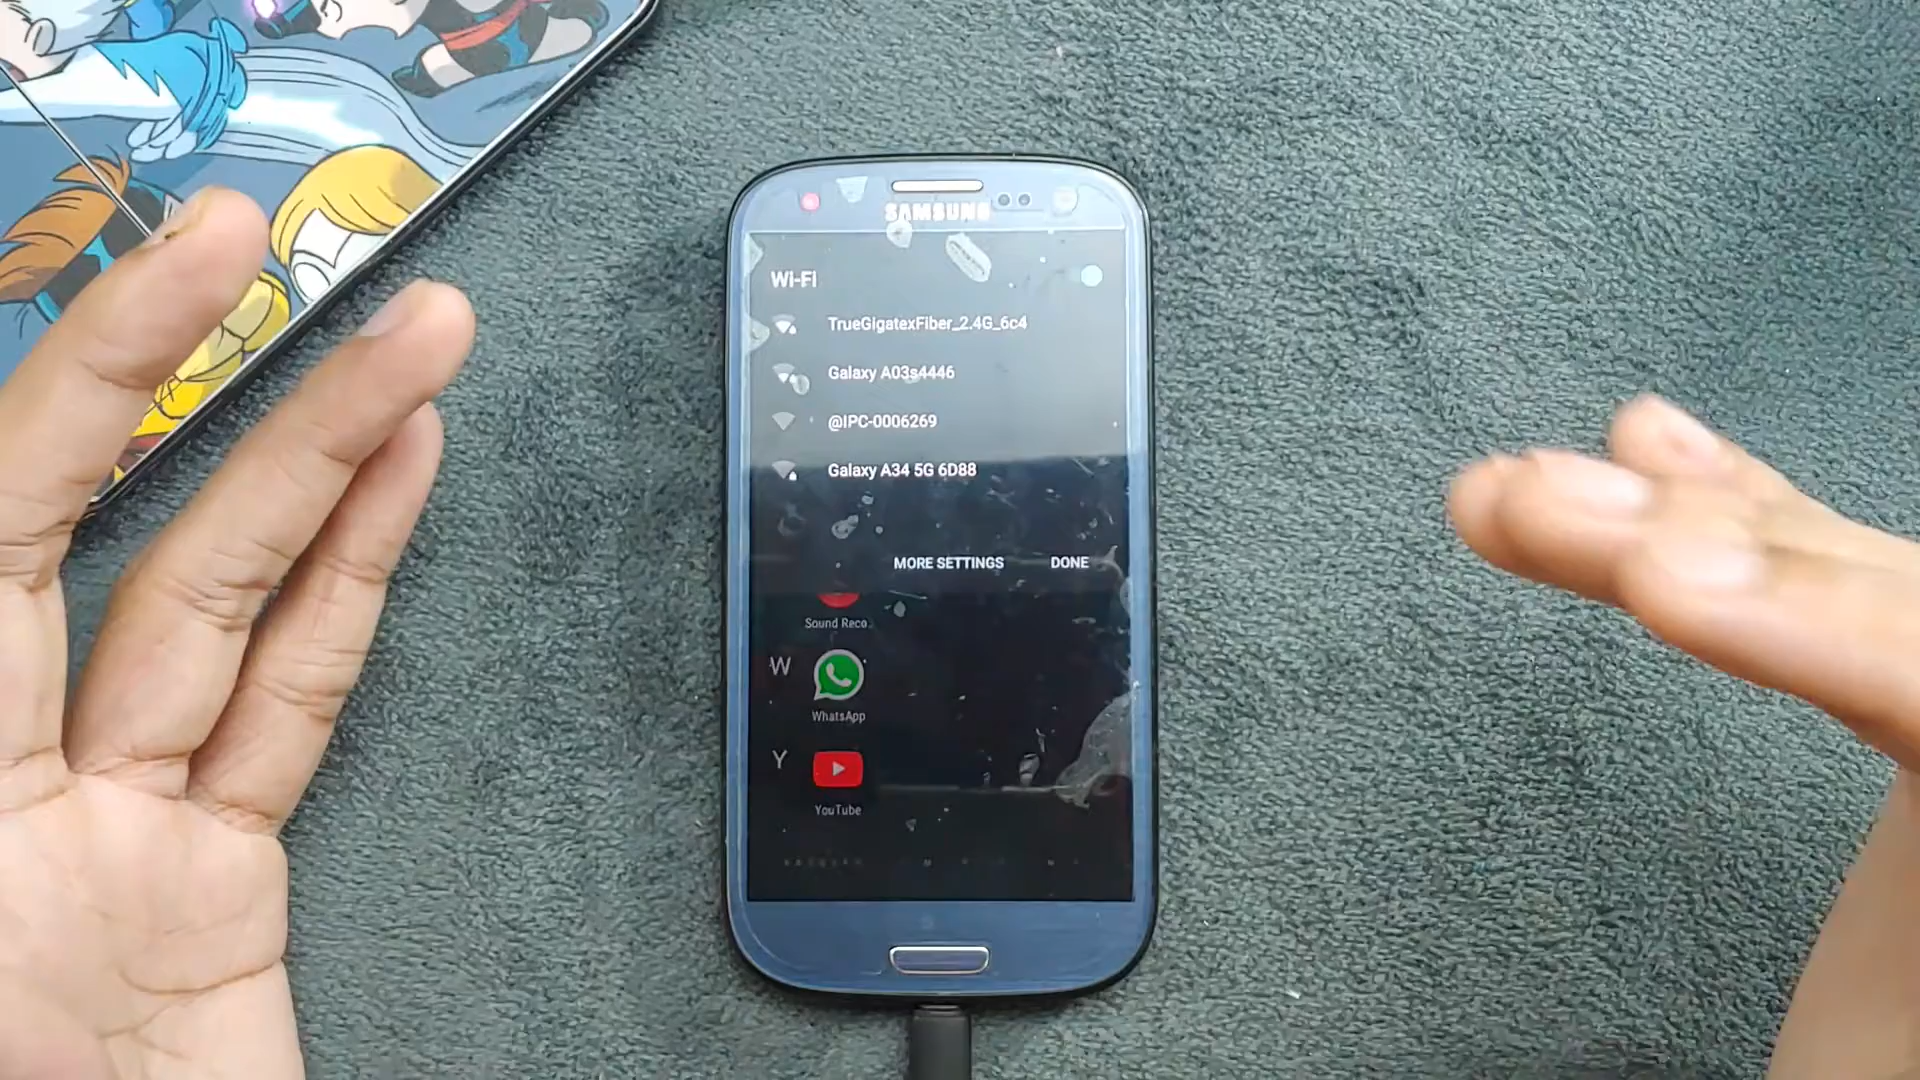 SAMSUNG
Wi-Fi
TrueGigatexFiber_2.4G_6c4
Galaxy A03s4446
@IPC-0006269
Galaxy A34 5G 6D88
MORE SETTINGS DONE
Sound Reco..
W
WhatsApp
Y
YouTube